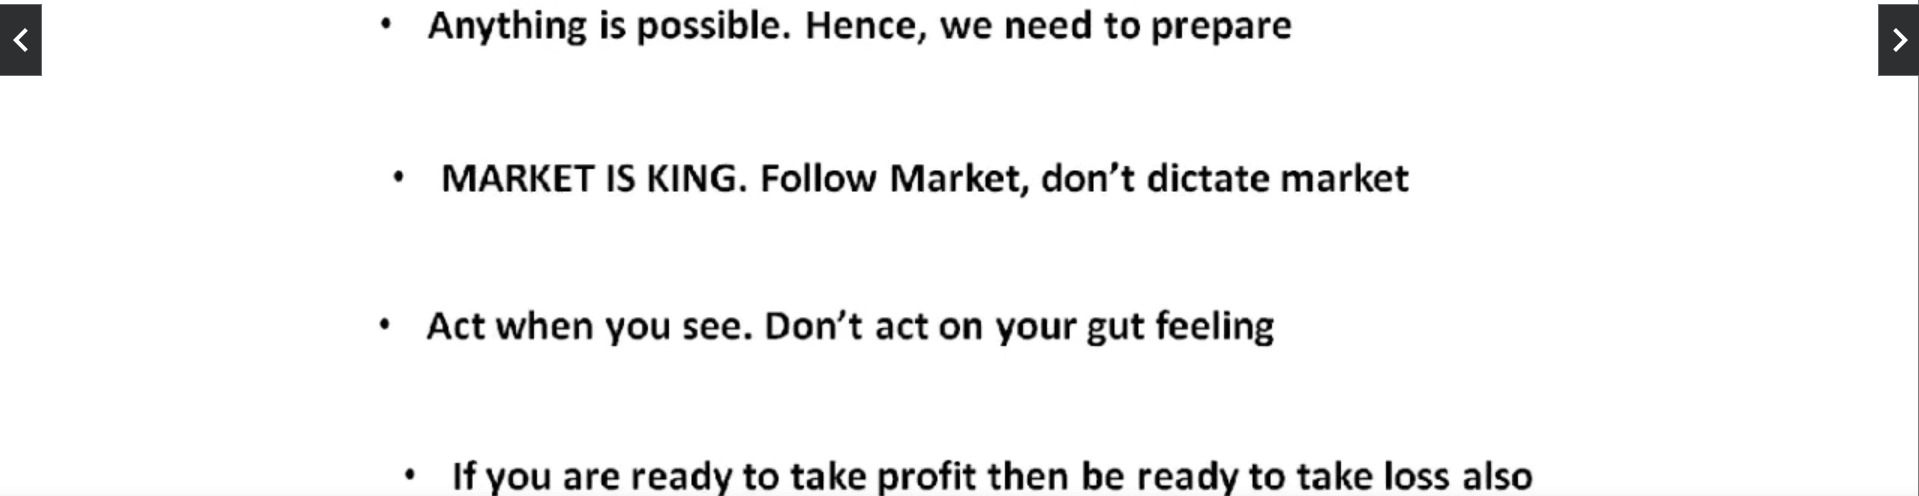 • Anything is possible. Hence, we need to prepare
• MARKET IS KING. Follow Market, don’t dictate market
• Act when you see. Don’t act on your gut feeling
• If you are ready to take profit then be ready to take loss also